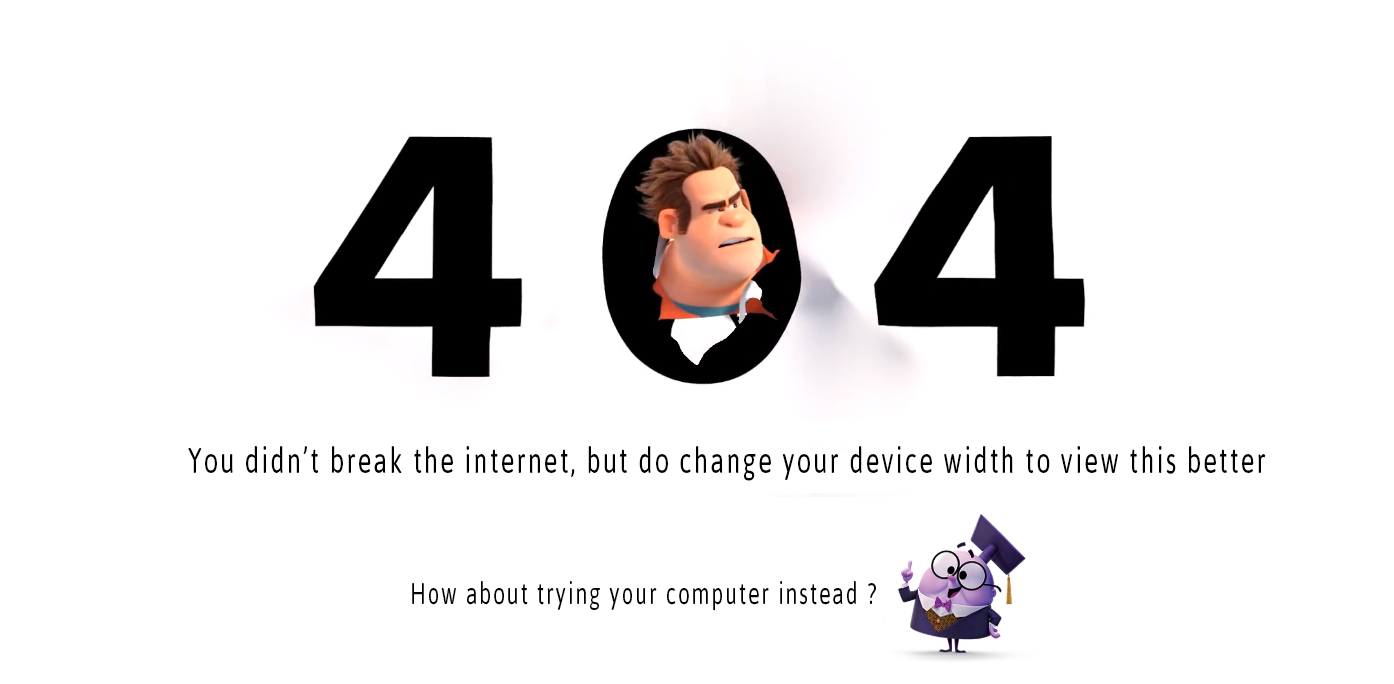 404
You didn’t break the internet, but do change your device width to view this better
How about trying your computer instead ?